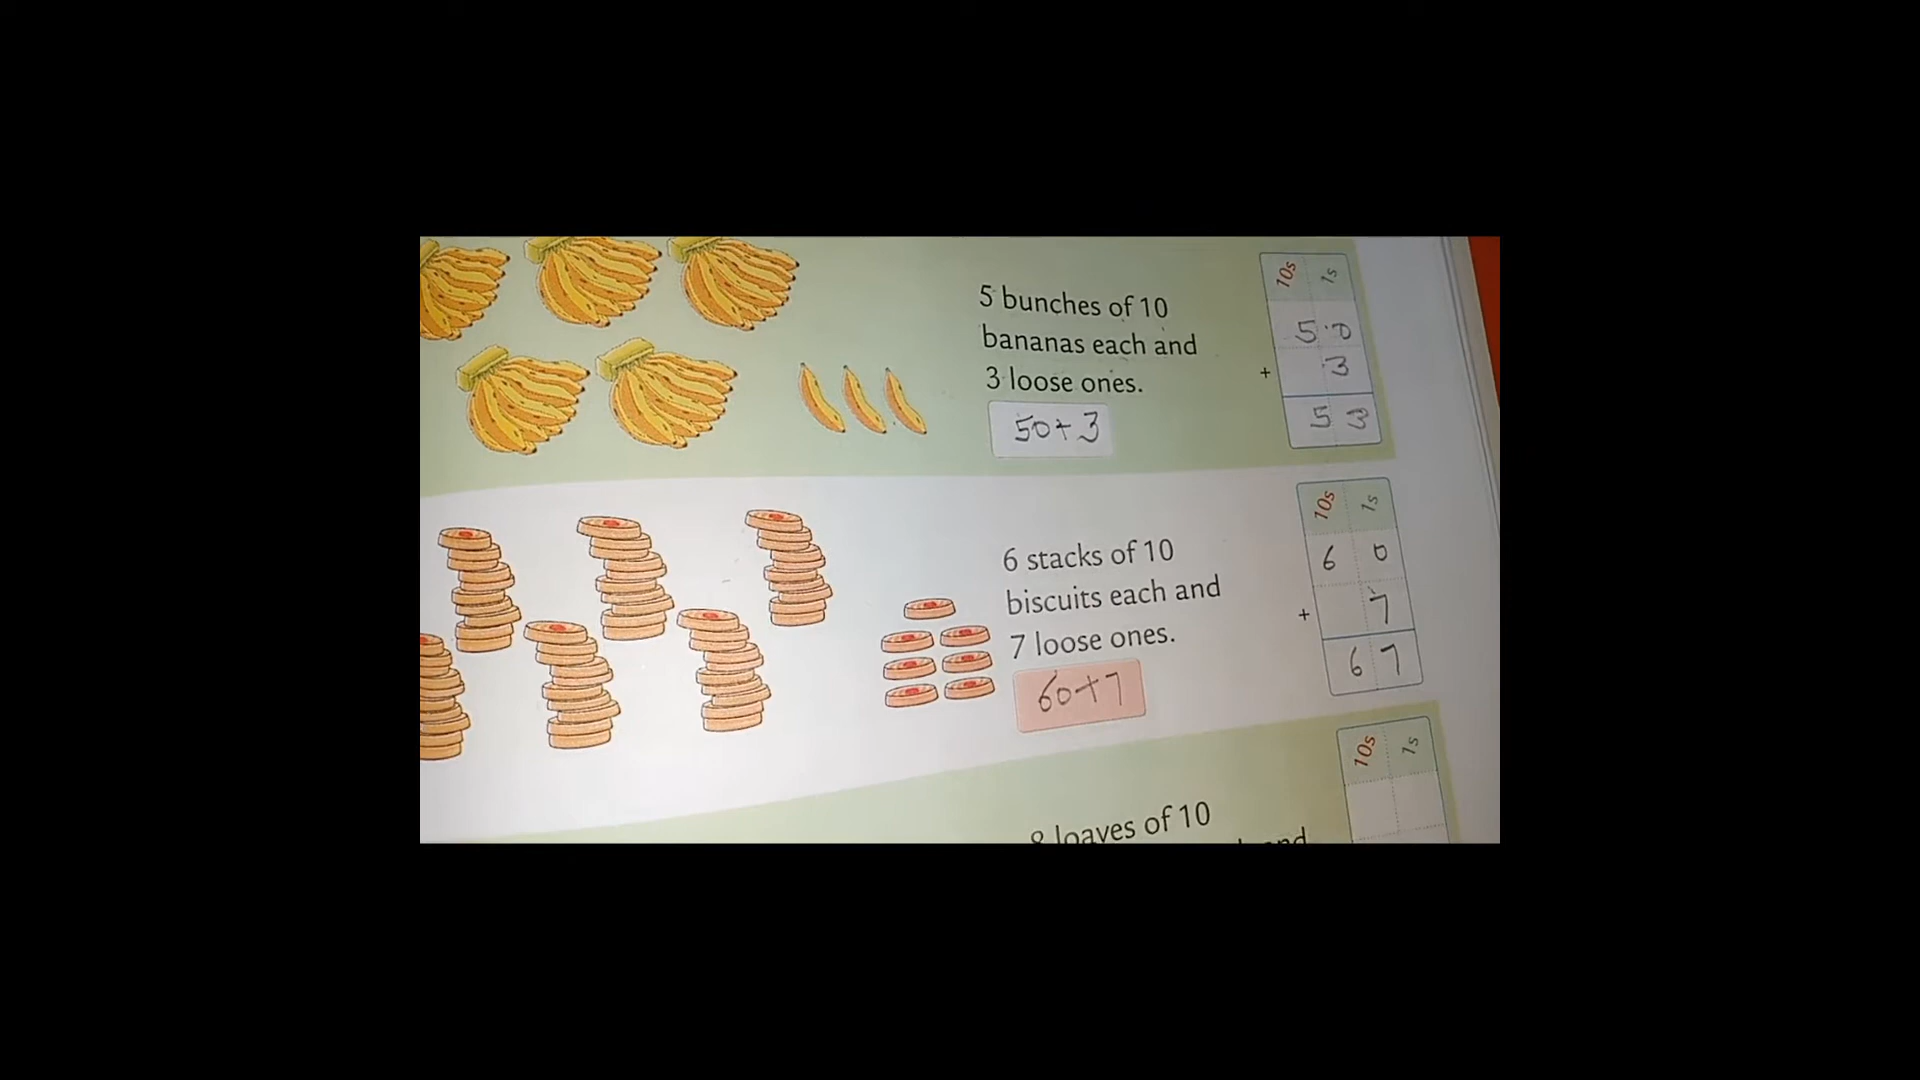 5 bunches of 10
bananas each and
3 loose ones.
50+3
10s 1s
5 0
+ 3
5 3
6 stacks of 10
biscuits each and
7 loose ones.
60+7
10s 1s
6 0
+ 7
6 7
8 loaves of 10
and
10s 1s